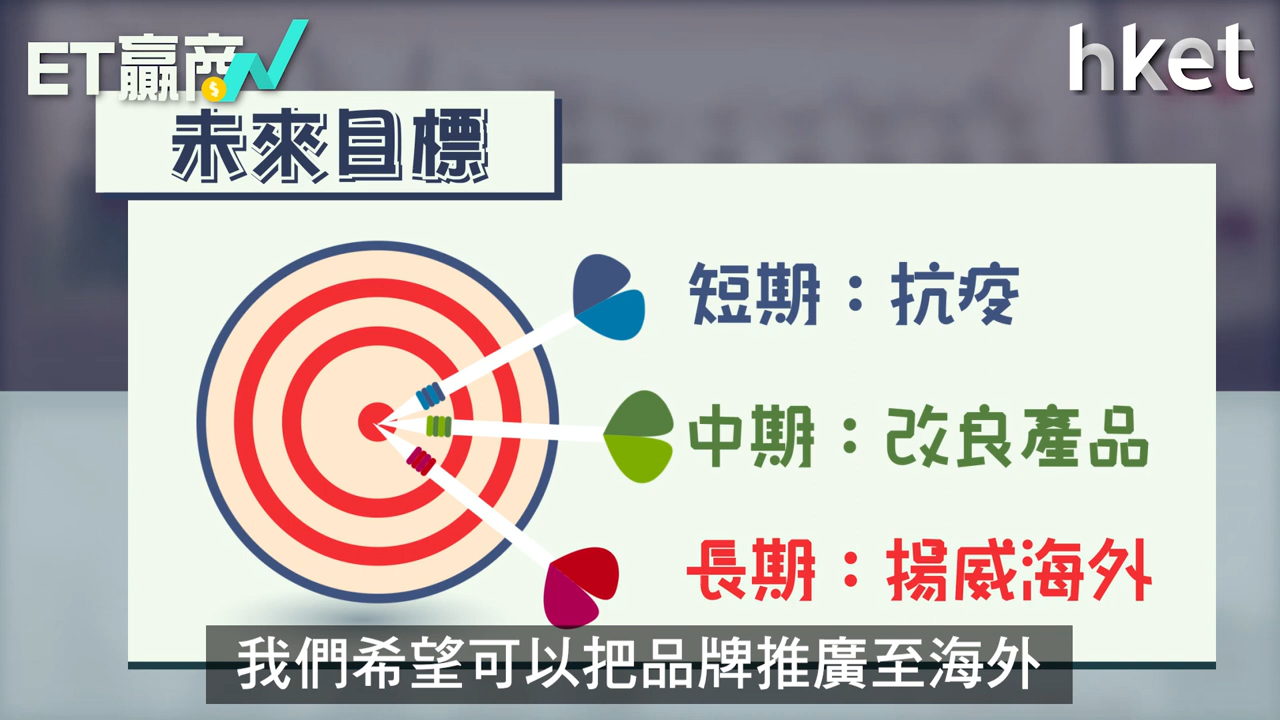 ET贏商
hket
未來目標
短期：抗疫
中期：改良產品
長期：揚威海外
我們希望可以把品牌推廣至海外